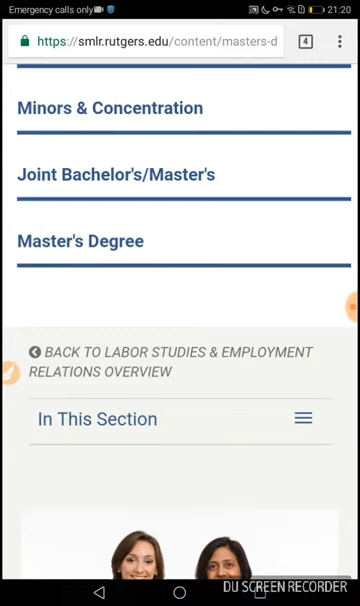 Emergency calls only
21:20
https://smlr.rutgers.edu/content/masters-d
4
Minors & Concentration
Joint Bachelor's/Master's
Master's Degree
BACK TO LABOR STUDIES & EMPLOYMENT
RELATIONS OVERVIEW
In This Section
DU SCREEN RECORDER